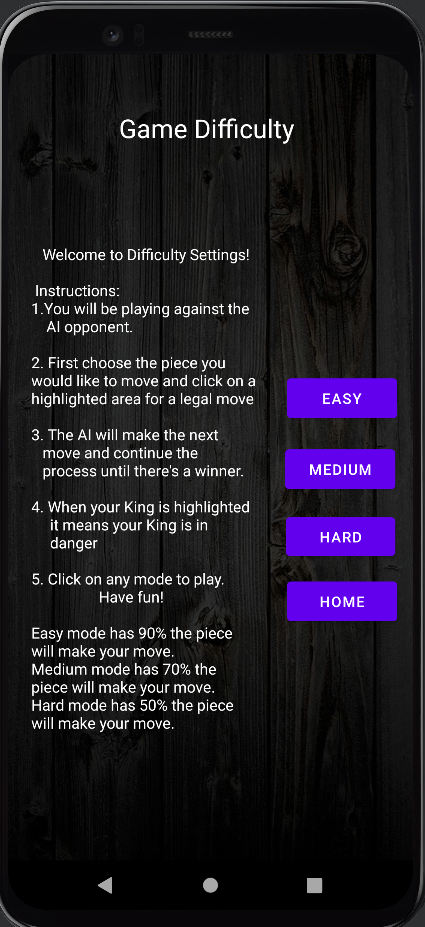 Game Difficulty
Welcome to Difficulty Settings!
Instructions:
1.You will be playing against the
AI opponent.
2. First choose the piece you
would like to move and click on a
highlighted area for a legal move
3. The AI will make the next
move and continue the
process until there's a winner.
4. When your King is highlighted
it means your King is in
danger
5. Click on any mode to play.
Have fun!
Easy mode has 90% the piece
will make your move.
Medium mode has 70% the
piece will make your move.
Hard mode has 50% the piece
will make your move.
EASY
MEDIUM
HARD
HOME